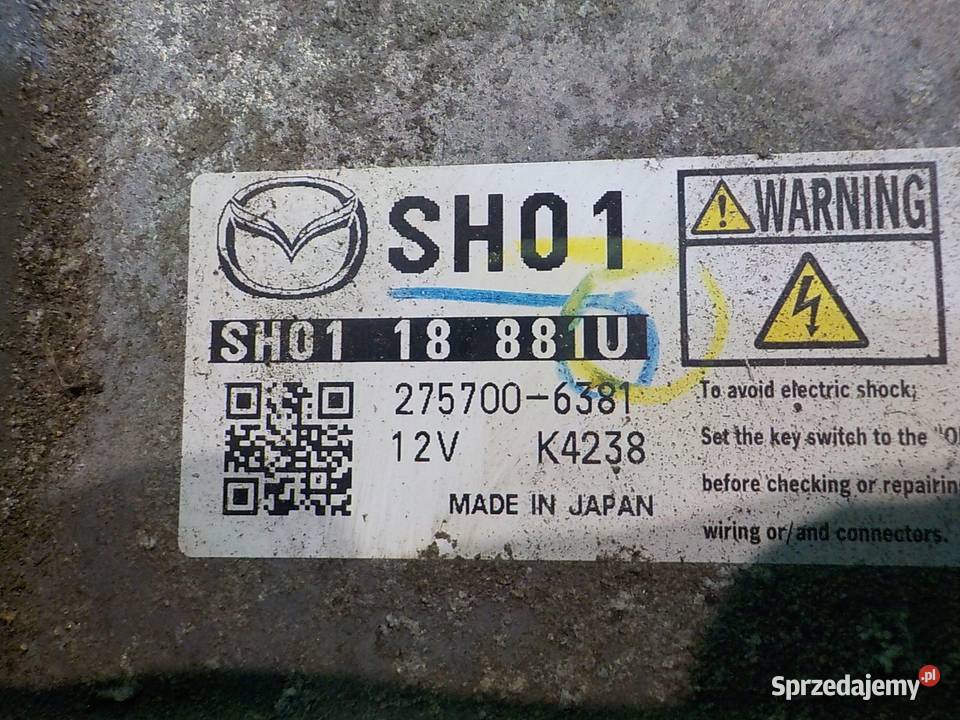 SH01
SH01 18 881U
275700-6381
12V K4238
MADE IN JAPAN
WARNING
To avoid electric shock;
Set the key switch to the
before checking or repairing
wiring or/and connectors.
Sprzedajemy.pl